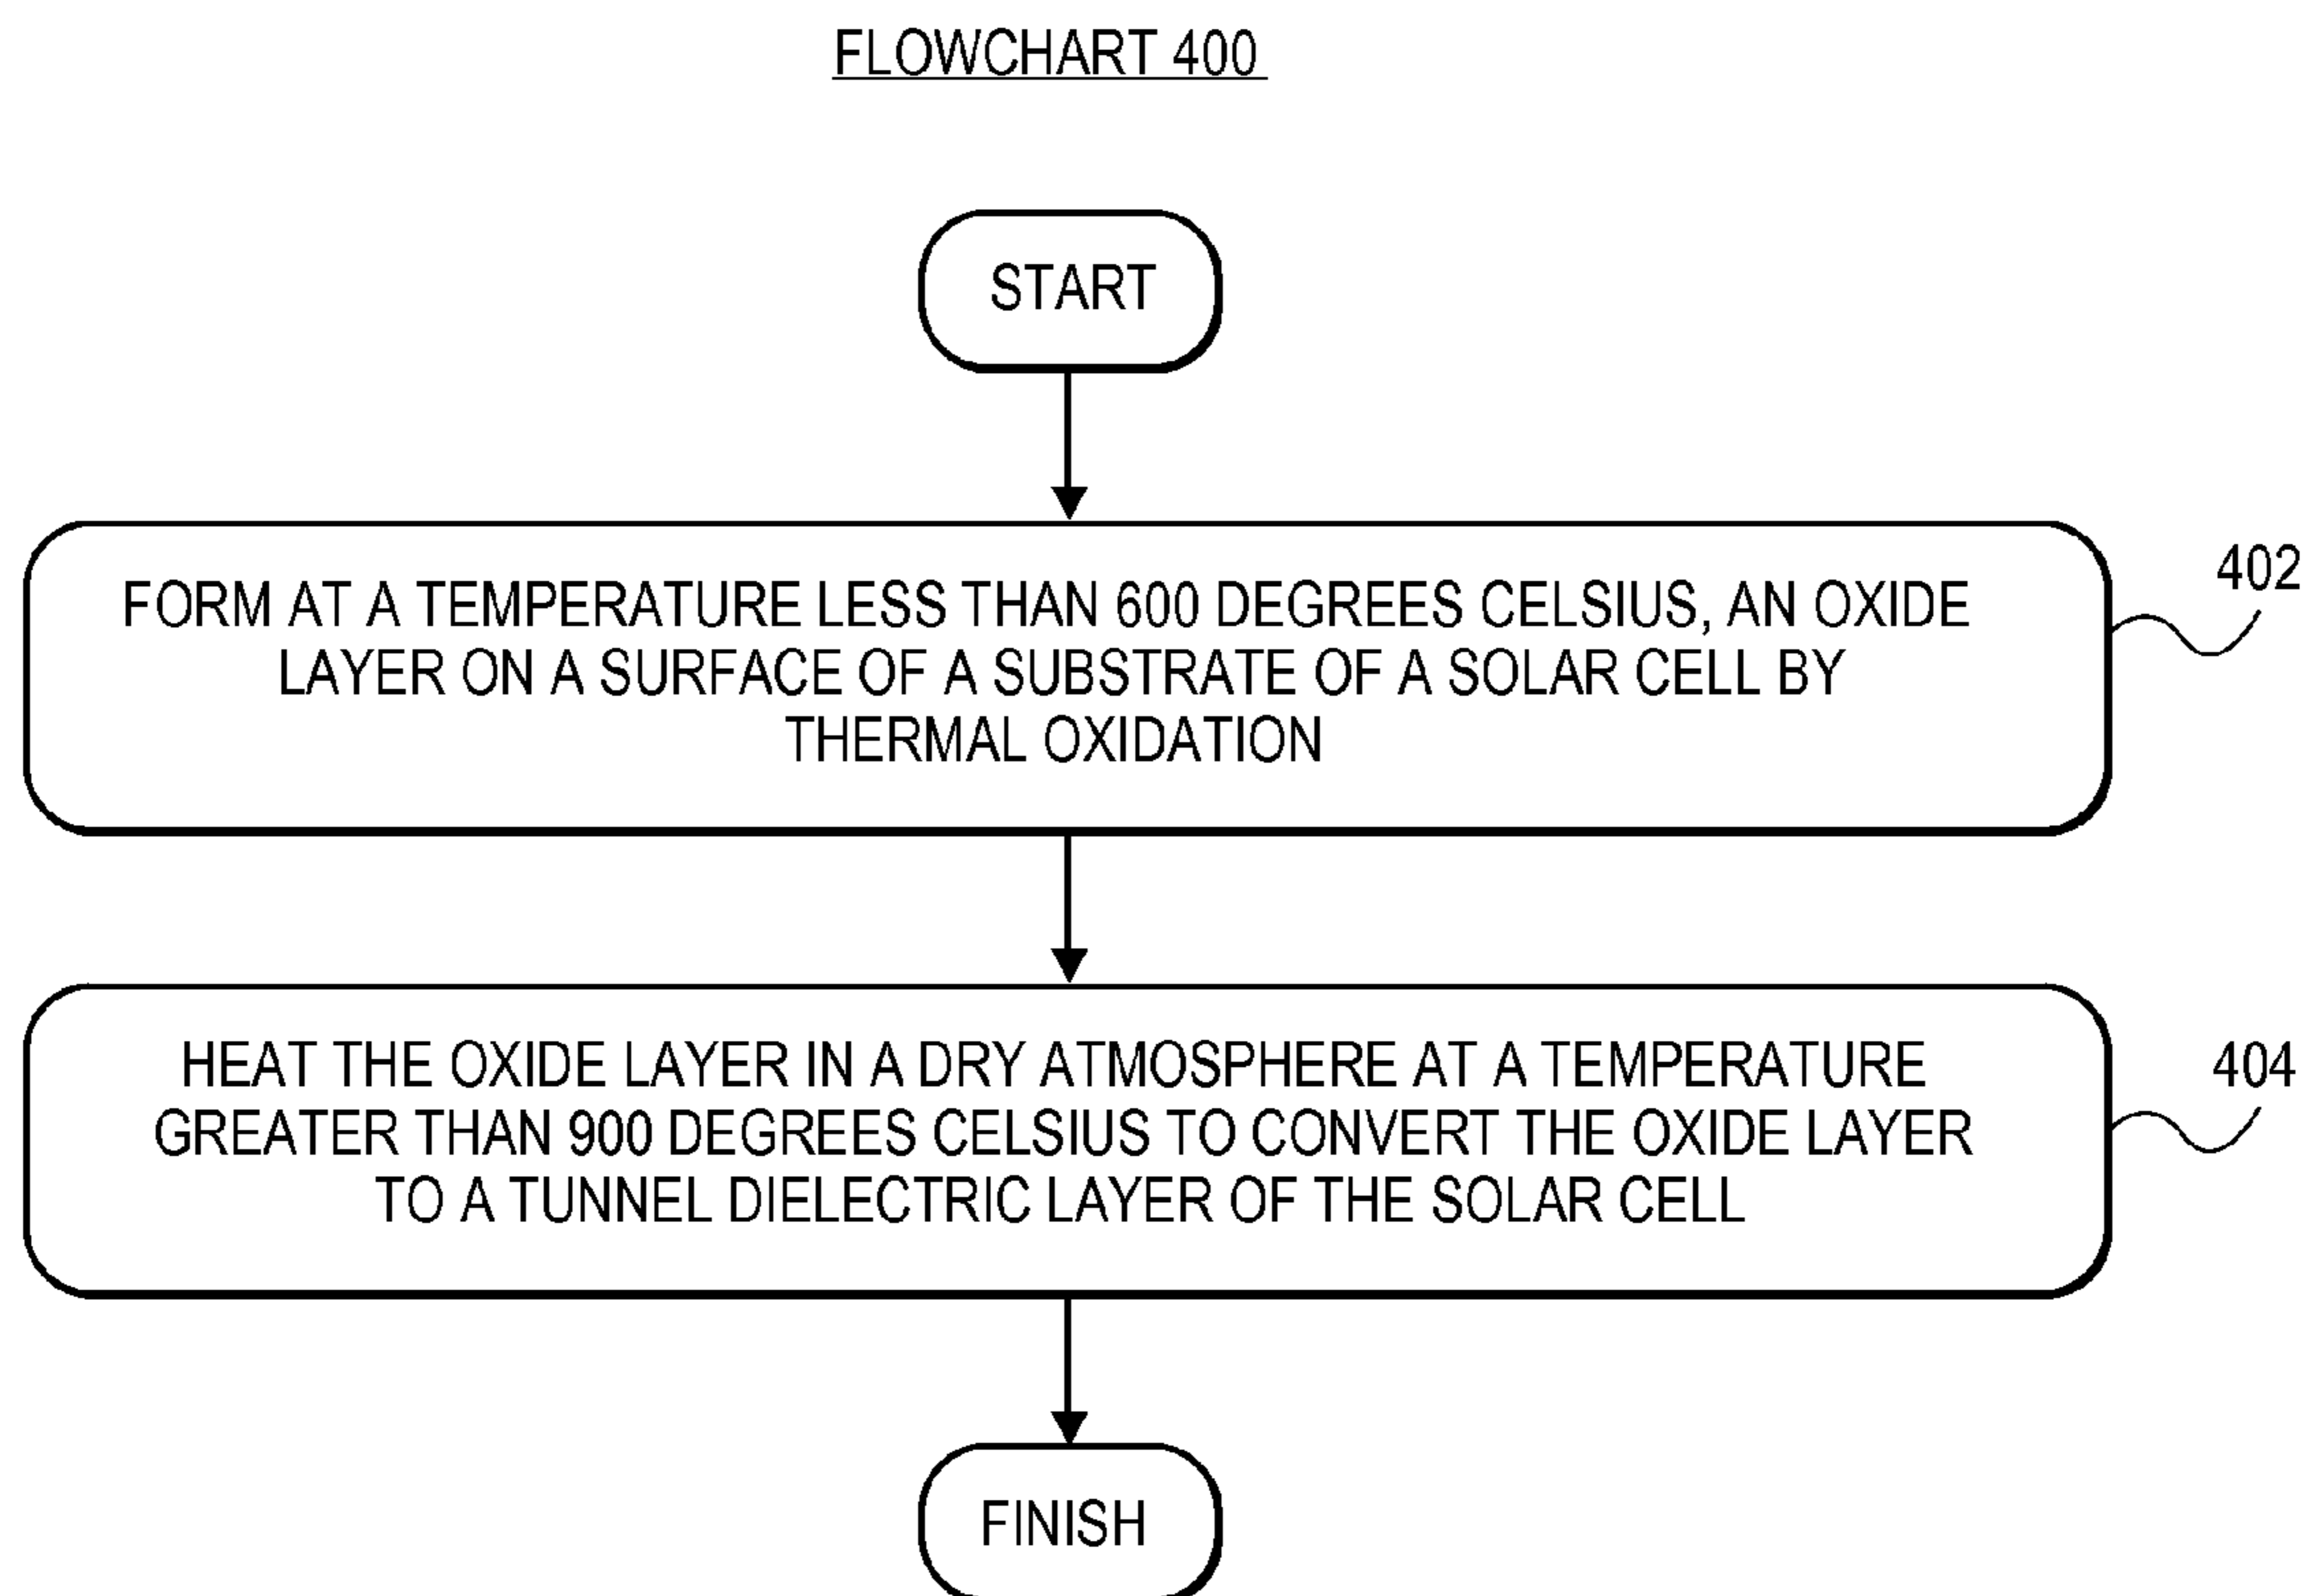 FLOWCHART 400
START
FORM AT A TEMPERATURE LESS THAN 600 DEGREES CELSIUS, AN OXIDE
LAYER ON A SURFACE OF A SUBSTRATE OF A SOLAR CELL BY
THERMAL OXIDATION
402
HEAT THE OXIDE LAYER IN A DRY ATMOSPHERE AT A TEMPERATURE
GREATER THAN 900 DEGREES CELSIUS TO CONVERT THE OXIDE LAYER
TO A TUNNEL DIELECTRIC LAYER OF THE SOLAR CELL
404
FINISH